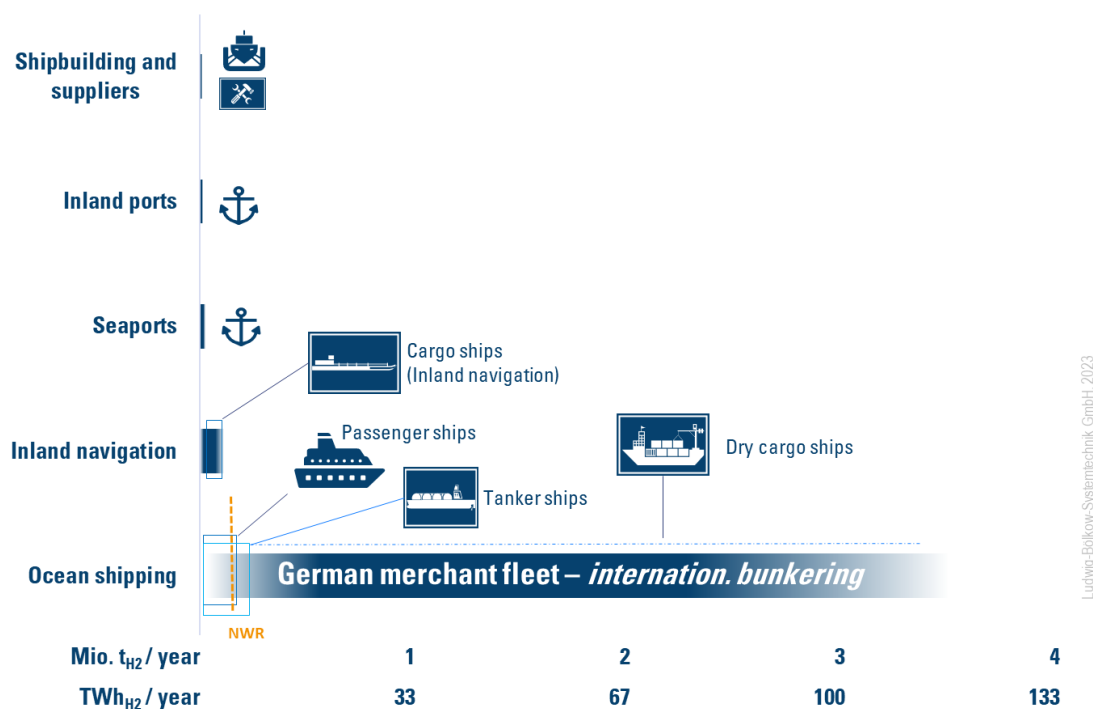 Shipbuilding and
suppliers
Inland ports
Seaports
Cargo ships
(Inland navigation)
Inland navigation
Passenger ships
Dry cargo ships
Tanker ships
Ocean shipping
German merchant fleet – internation. bunkering
NWR
Mio. tH2 / year 1 2 3 4
TWhH2 / year 33 67 100 133
Ludwig-Bölkow-Systemtechnik GmbH, 2023